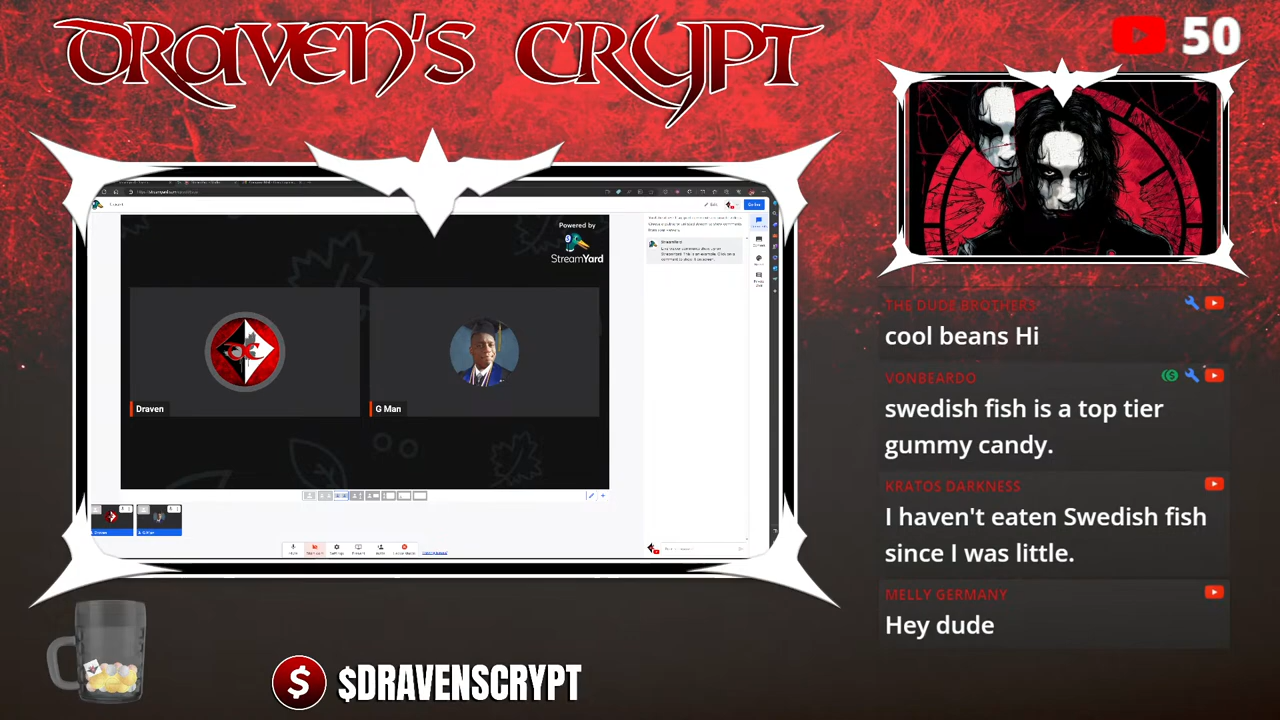 DRAVEN'S CRYPT
50
Powered by
StreamYard
Draven
G Man
THE DUDE BROTHERS
cool beans Hi
VONBEARDO
swedish fish is a top tier
gummy candy.
KRATOS DARKNESS
I haven't eaten Swedish fish
since I was little.
MELLY GERMANY
Hey dude
$ $DRAVENSCRYPT